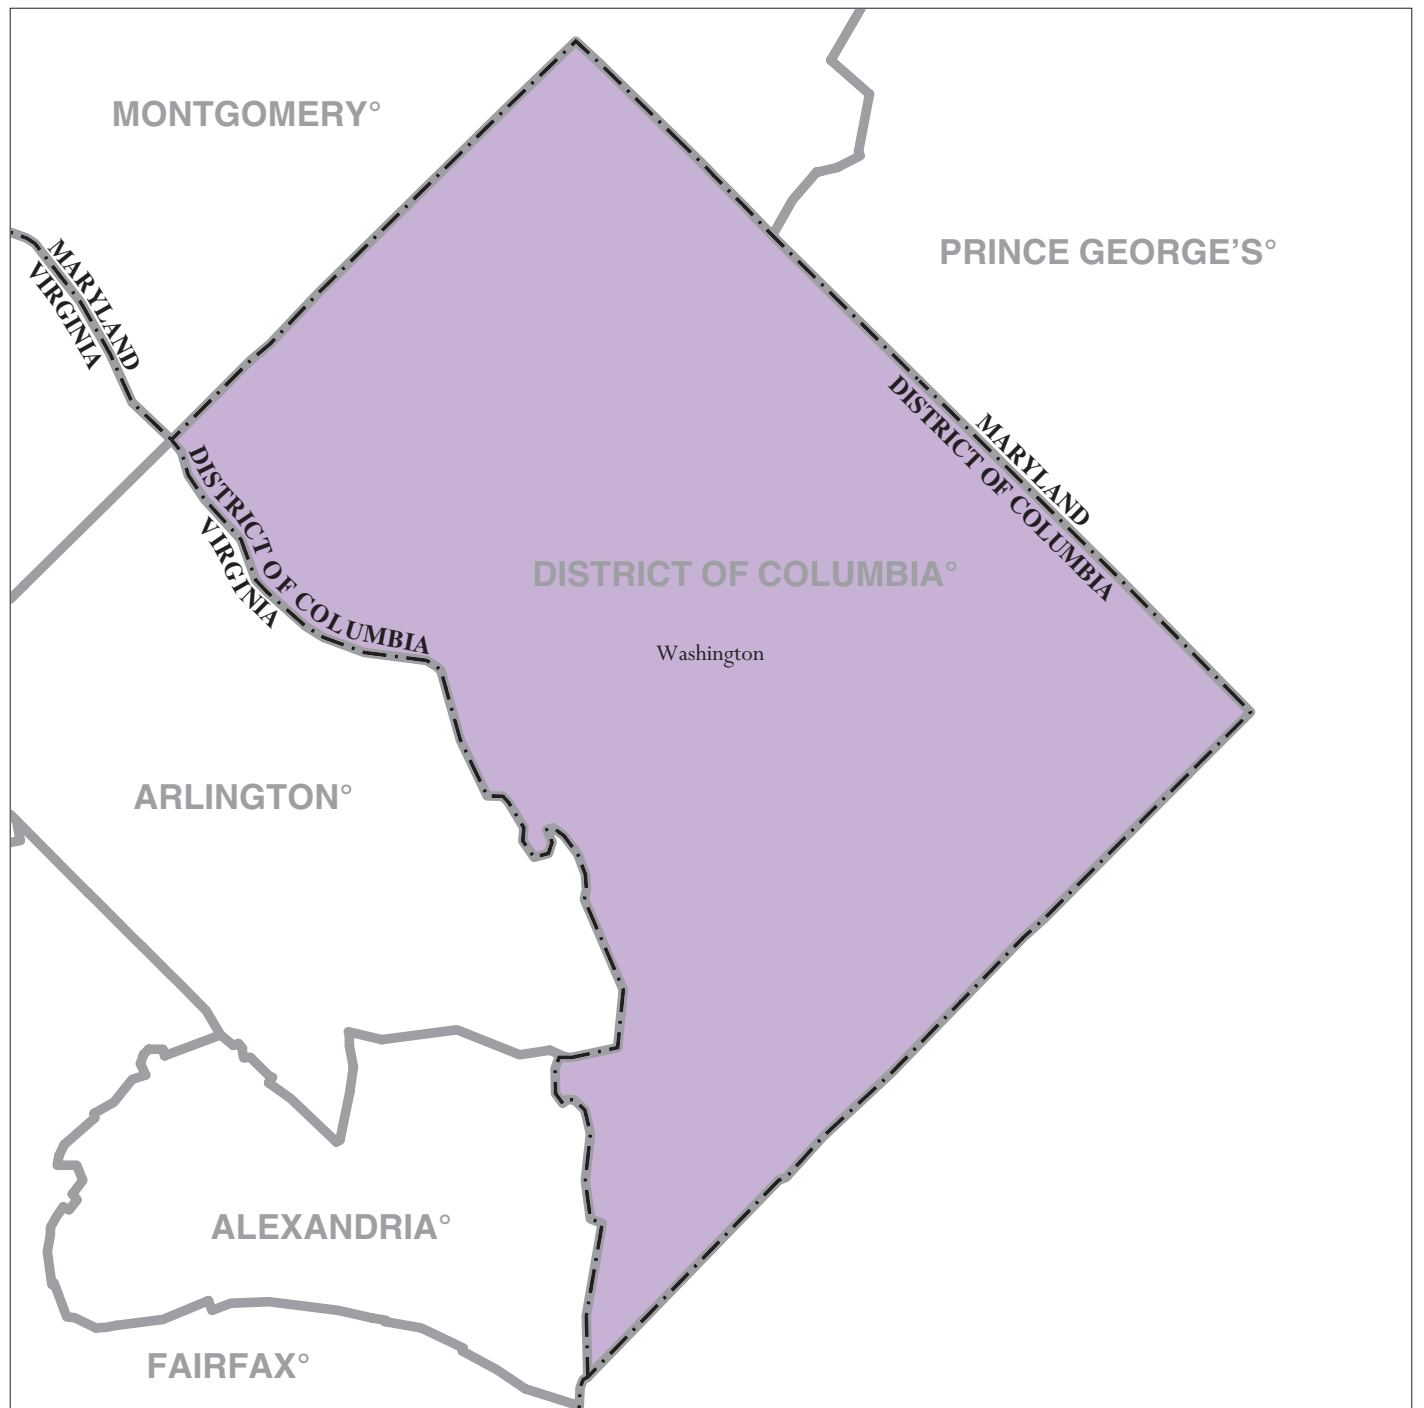 MONTGOMERY°
PRINCE GEORGE’S°
MARYLAND
VIRGINIA
DISTRICT OF COLUMBIA
VIRGINIA
MARYLAND
DISTRICT OF COLUMBIA
DISTRICT OF COLUMBIA°
Washington
ARLINGTON°
ALEXANDRIA°
FAIRFAX°